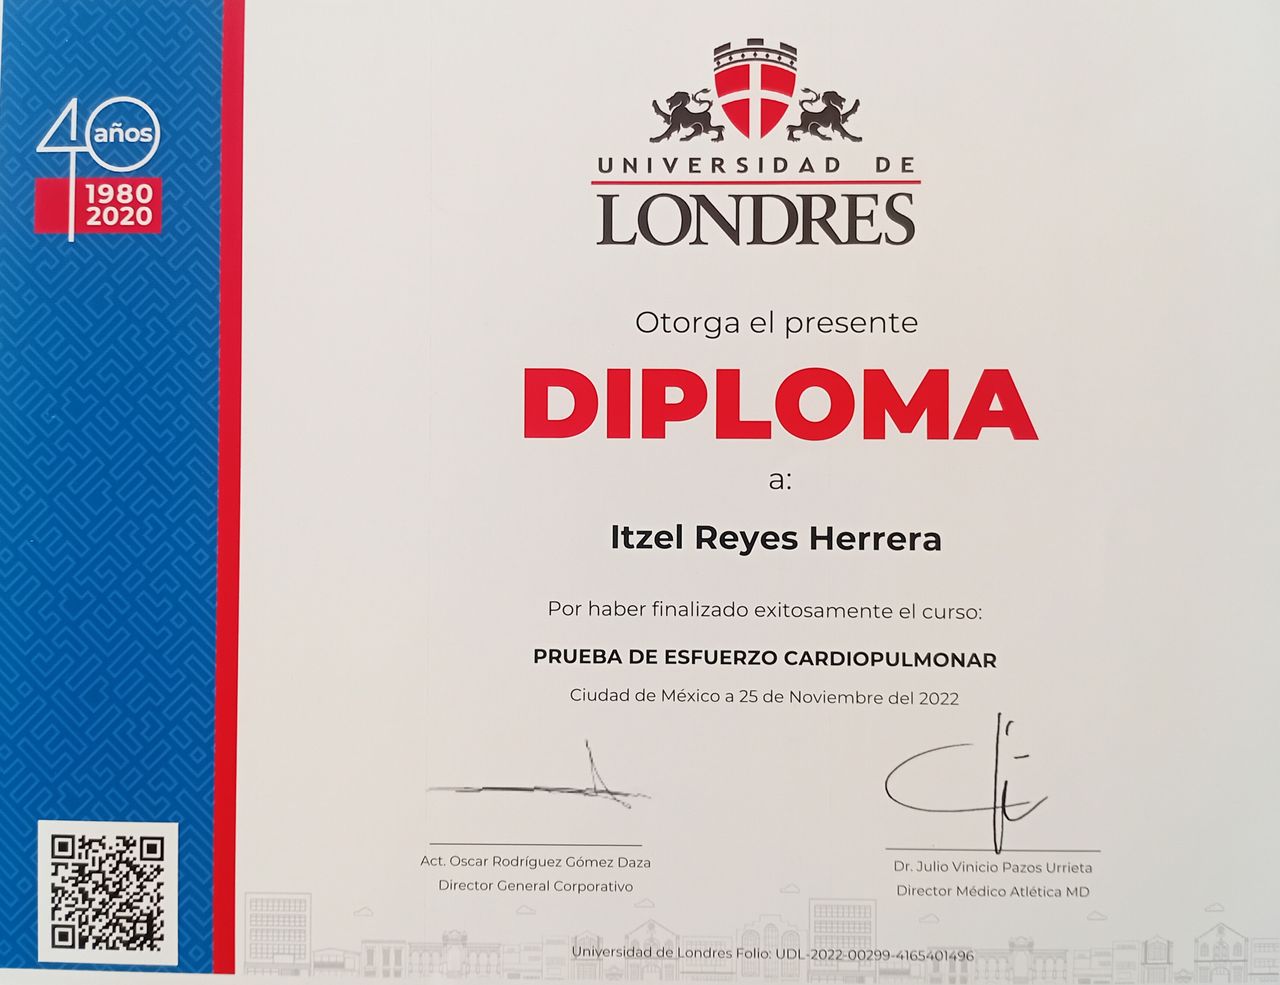 40 años
1980
2020
UNIVERSIDAD DE
LONDRES
Otorga el presente
DIPLOMA
a:
Itzel Reyes Herrera
Por haber finalizado exitosamente el curso:
PRUEBA DE ESFUERZO CARDIOPULMONAR
Ciudad de México a 25 de Noviembre del 2022
Act. Oscar Rodríguez Gómez Daza
Director General Corporativo
Dr. Julio Vinicio Pazos Urrieta
Director Médico Atlética MD
Universidad de Londres Folio: UDL-2022-00299-4165401496